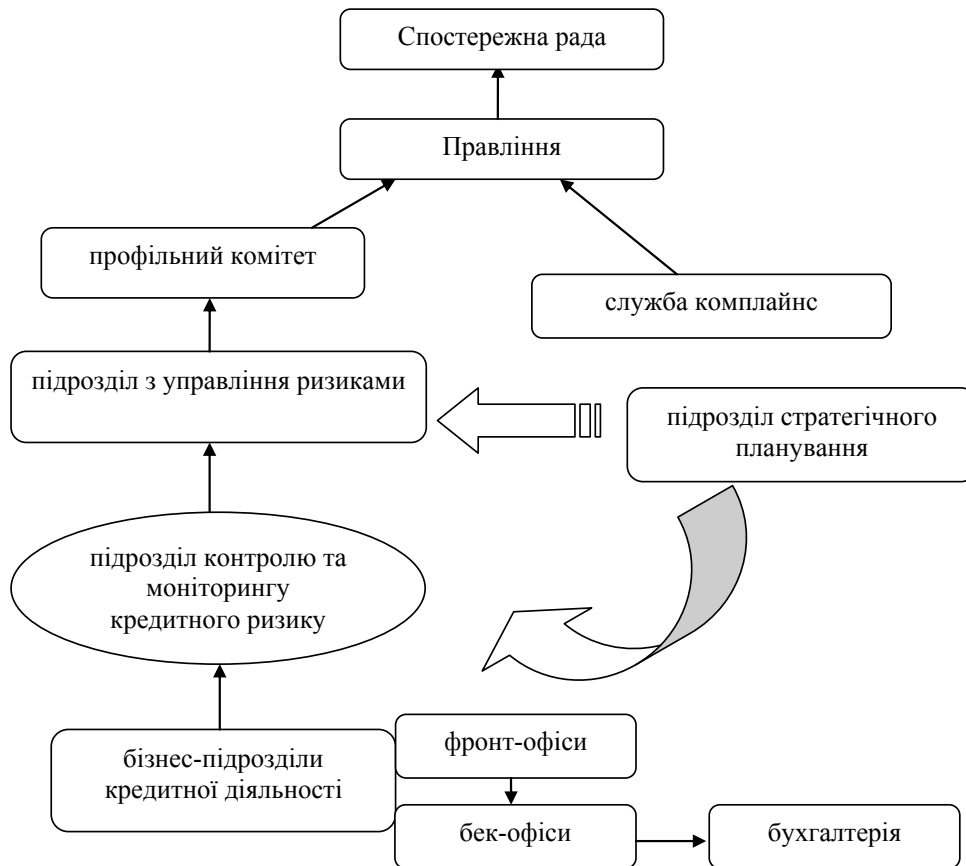 Спостережна рада
Правління
профільний комітет
служба комплайнс
підрозділ з управління ризиками
підрозділ стратегічного
планування
підрозділ контролю та
моніторингу
кредитного ризику
бізнес-підрозділи
кредитної діяльності
фронт-офіси
бек-офіси
бухгалтерія